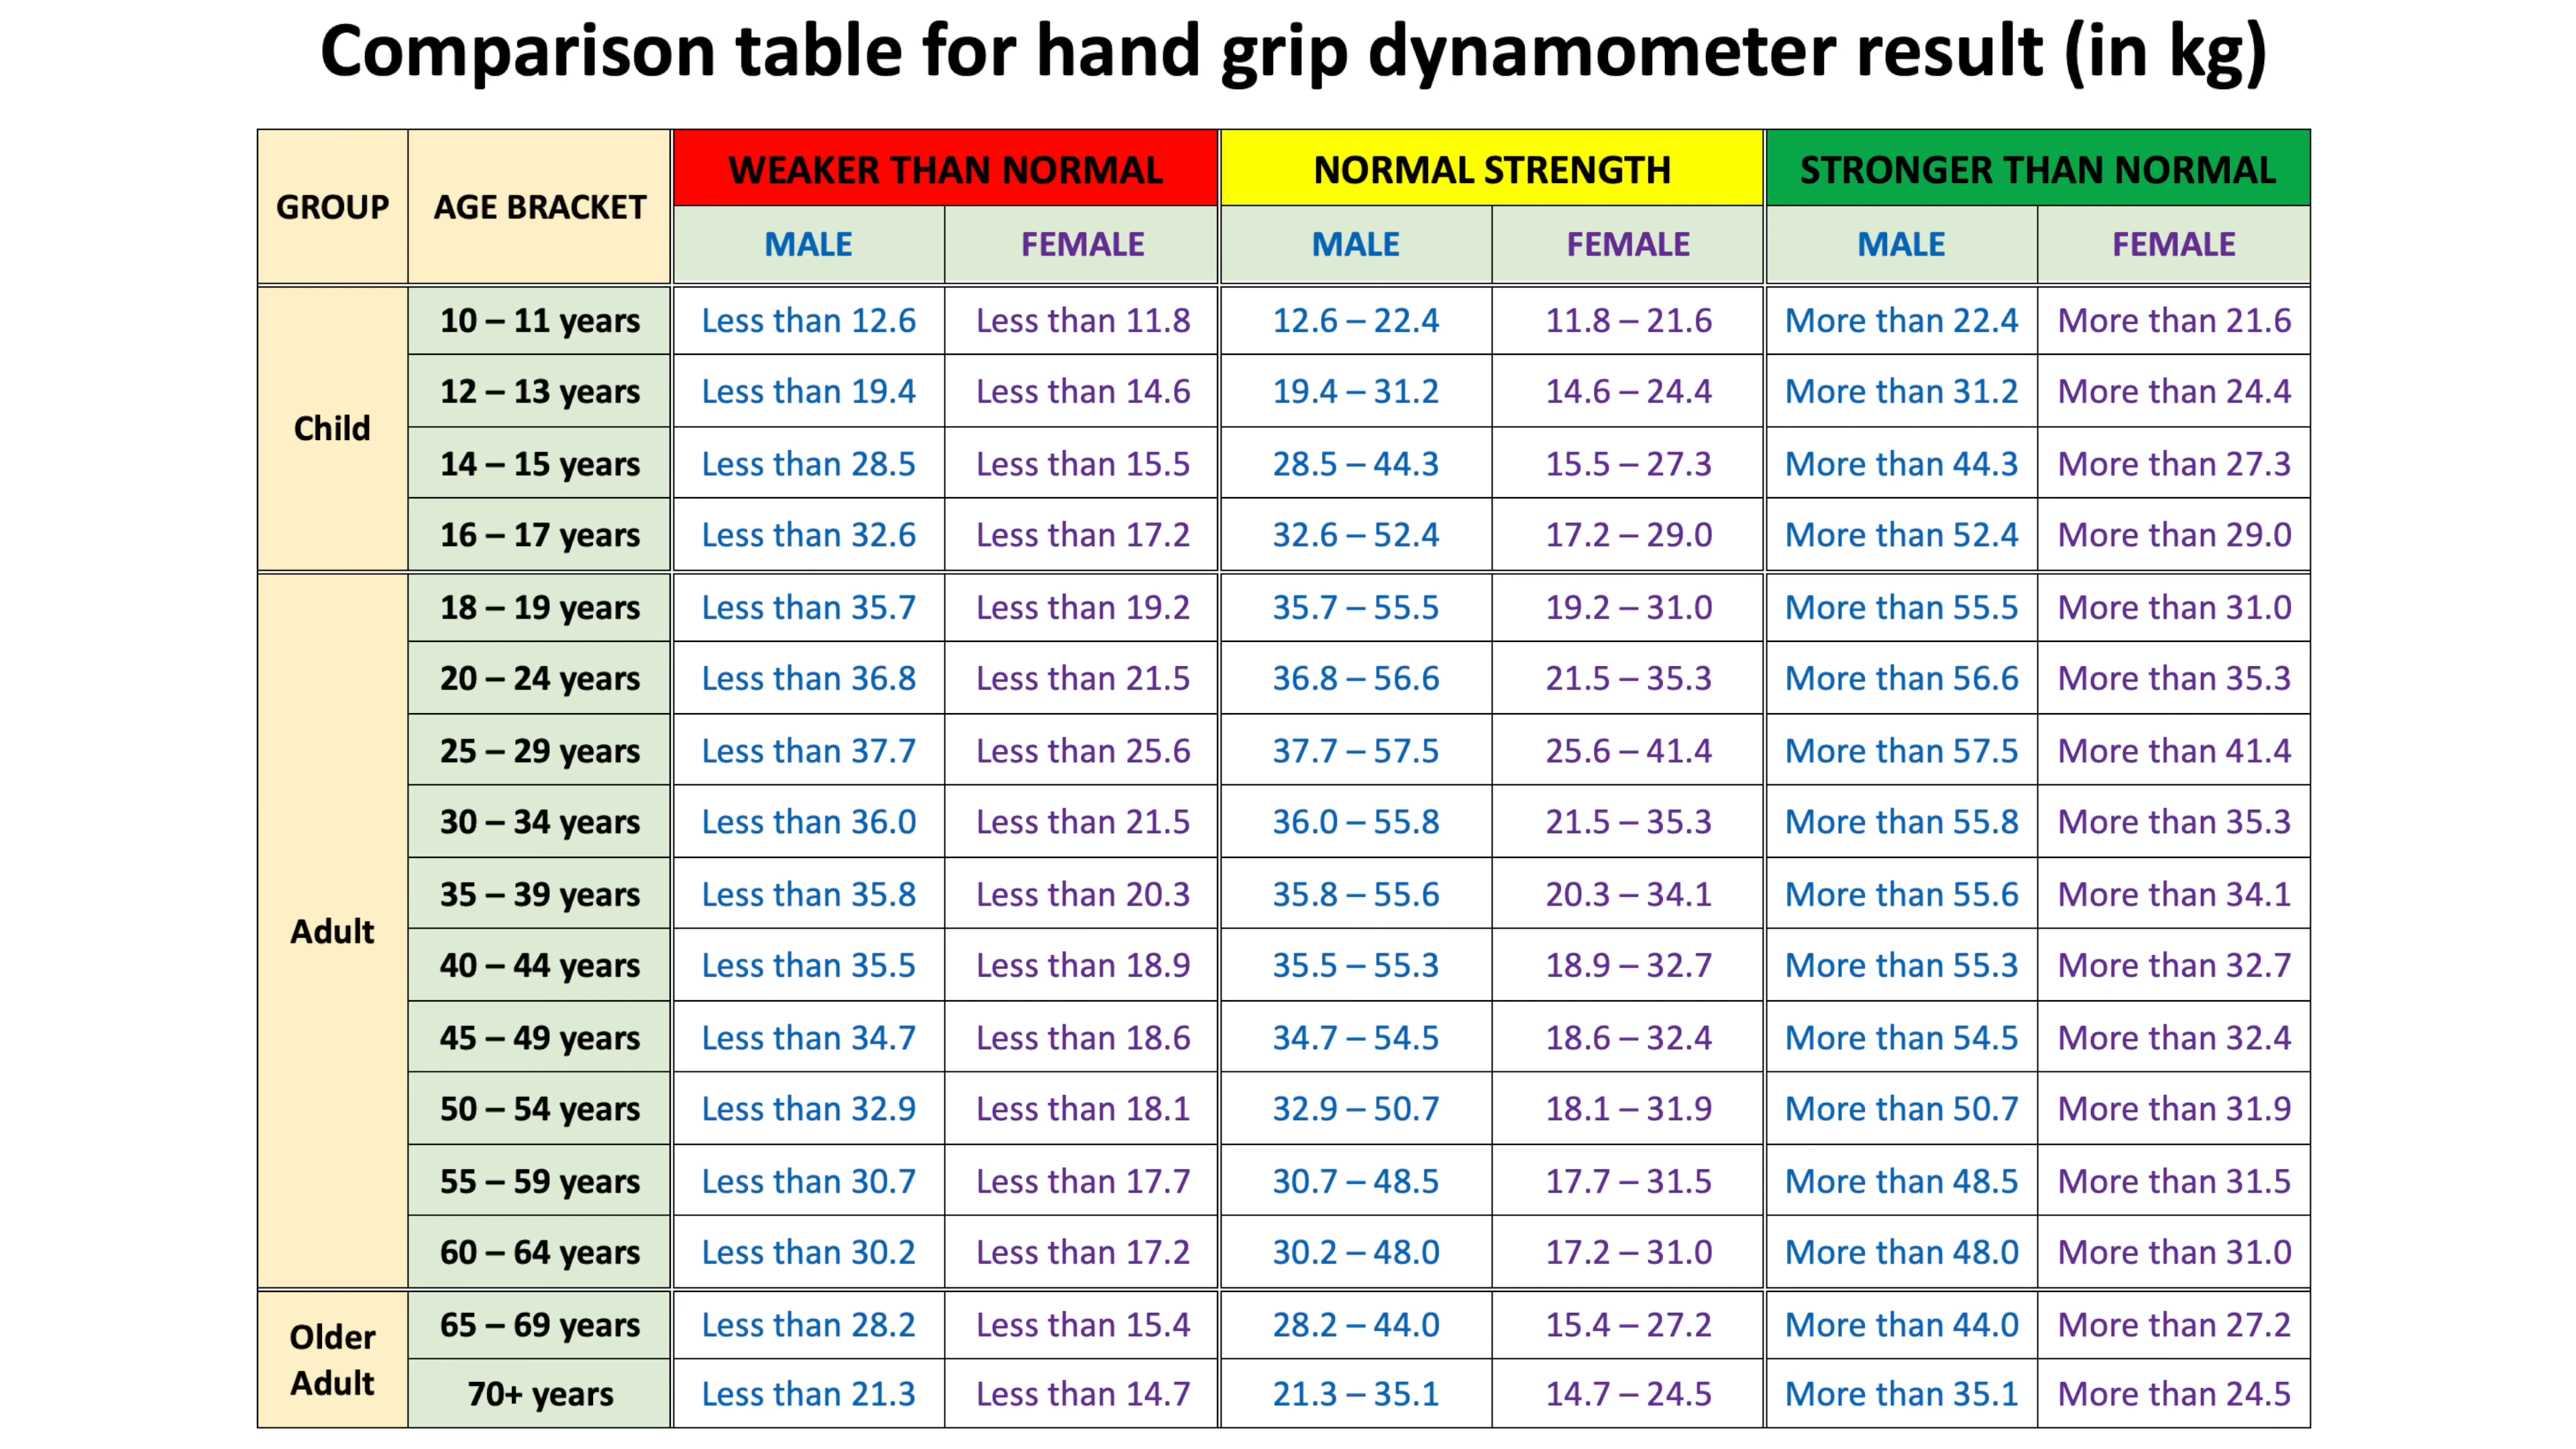 Comparison table for hand grip dynamometer result (in kg)
GROUP AGE BRACKET WEAKER THAN NORMAL NORMAL STRENGTH STRONGER THAN NORMAL
MALE FEMALE MALE FEMALE MALE FEMALE
Child
10 – 11 years Less than 12.6 Less than 11.8 12.6 – 22.4 11.8 – 21.6 More than 22.4 More than 21.6
12 – 13 years Less than 19.4 Less than 14.6 19.4 – 31.2 14.6 – 24.4 More than 31.2 More than 24.4
14 – 15 years Less than 28.5 Less than 15.5 28.5 – 44.3 15.5 – 27.3 More than 44.3 More than 27.3
16 – 17 years Less than 32.6 Less than 17.2 32.6 – 52.4 17.2 – 29.0 More than 52.4 More than 29.0
Adult
18 – 19 years Less than 35.7 Less than 19.2 35.7 – 55.5 19.2 – 31.0 More than 55.5 More than 31.0
20 – 24 years Less than 36.8 Less than 21.5 36.8 – 56.6 21.5 – 35.3 More than 56.6 More than 35.3
25 – 29 years Less than 37.7 Less than 25.6 37.7 – 57.5 25.6 – 41.4 More than 57.5 More than 41.4
30 – 34 years Less than 36.0 Less than 21.5 36.0 – 55.8 21.5 – 35.3 More than 55.8 More than 35.3
35 – 39 years Less than 35.8 Less than 20.3 35.8 – 55.6 20.3 – 34.1 More than 55.6 More than 34.1
40 – 44 years Less than 35.5 Less than 18.9 35.5 – 55.3 18.9 – 32.7 More than 55.3 More than 32.7
45 – 49 years Less than 34.7 Less than 18.6 34.7 – 54.5 18.6 – 32.4 More than 54.5 More than 32.4
50 – 54 years Less than 32.9 Less than 18.1 32.9 – 50.7 18.1 – 31.9 More than 50.7 More than 31.9
55 – 59 years Less than 30.7 Less than 17.7 30.7 – 48.5 17.7 – 31.5 More than 48.5 More than 31.5
60 – 64 years Less than 30.2 Less than 17.2 30.2 – 48.0 17.2 – 31.0 More than 48.0 More than 31.0
Older
Adult
65 – 69 years Less than 28.2 Less than 15.4 28.2 – 44.0 15.4 – 27.2 More than 44.0 More than 27.2
70+ years Less than 21.3 Less than 14.7 21.3 – 35.1 14.7 – 24.5 More than 35.1 More than 24.5